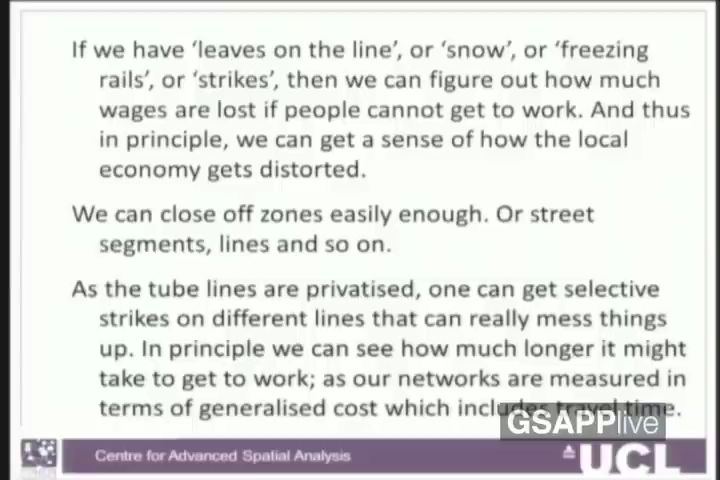 If we have ‘leaves on the line’, or ‘snow’, or ‘freezing
rails’, or ‘strikes’, then we can figure out how much
wages are lost if people cannot get to work. And thus
in principle, we can get a sense of how the local
economy gets distorted.
We can close off zones easily enough. Or street
segments, lines and so on.
As the tube lines are privatised, one can get selective
strikes on different lines that can really mess things
up. In principle we can see how much longer it might
take to get to work; as our networks are measured in
terms of generalised cost which includes travel time.
GSAPPlive
Centre for Advanced Spatial Analysis
UCL